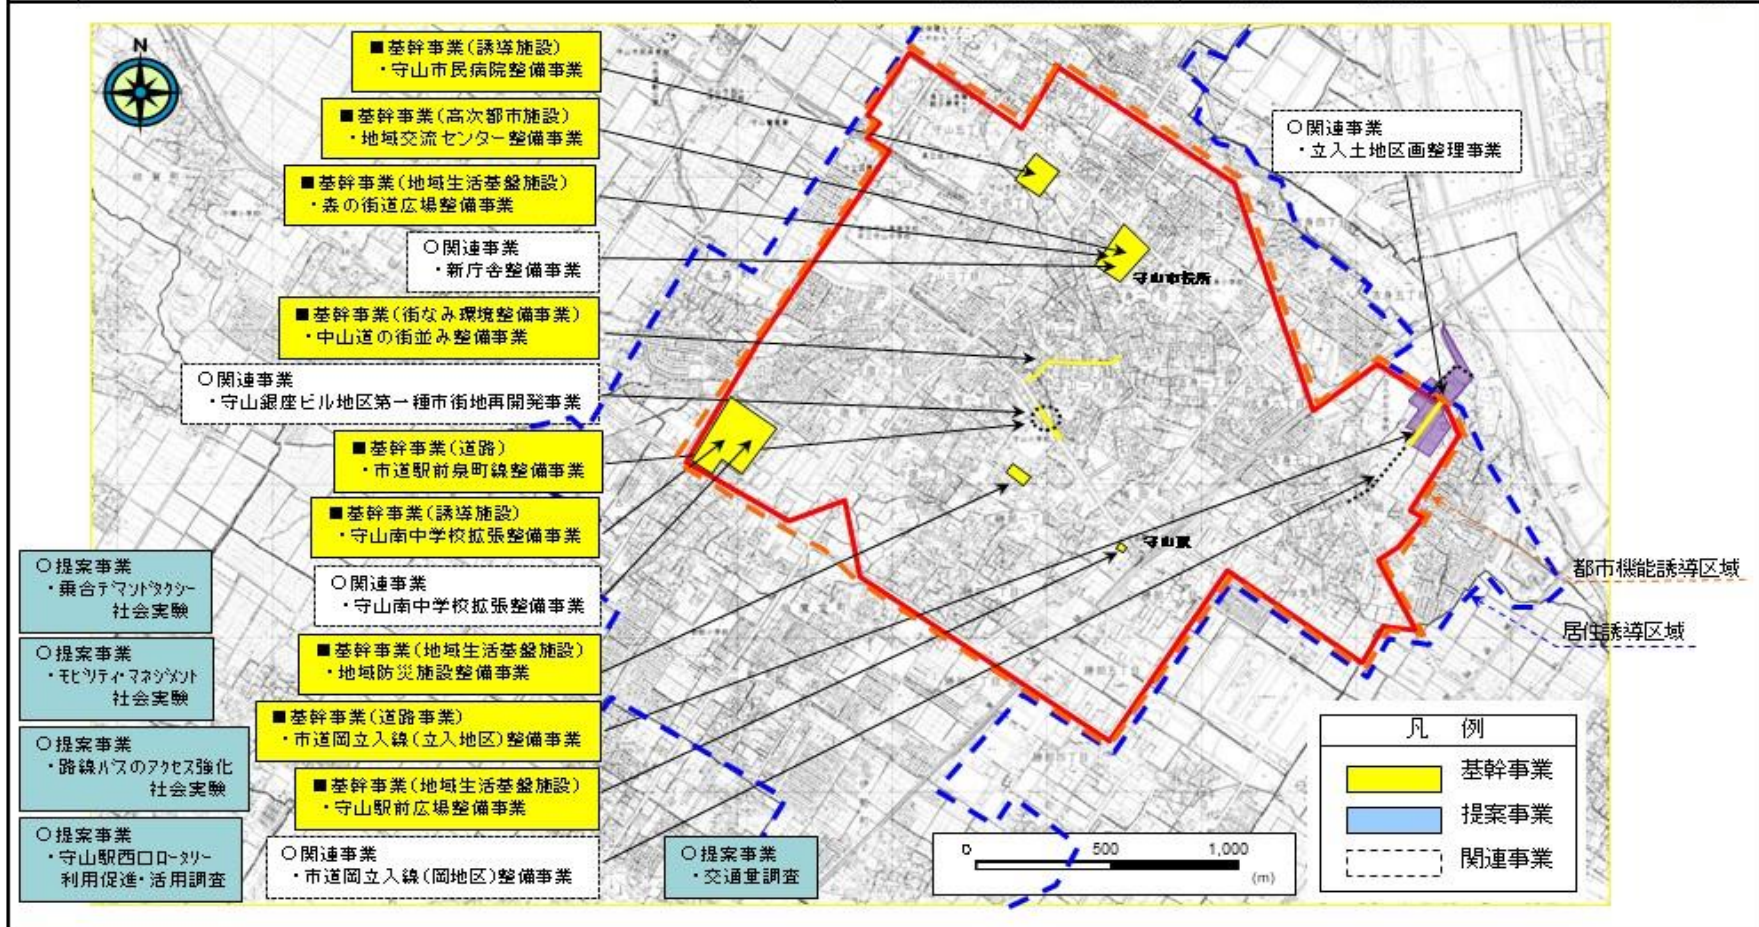 N
■基幹事業(誘導施設)
・守山市民病院整備事業
■基幹事業(高次都市施設)
・地域交流センター整備事業
■基幹事業(地域生活基盤施設)
・森の街道広場整備事業
○関連事業
・新庁舎整備事業
■基幹事業(街なみ環境整備事業)
・中山道の街並み整備事業
○関連事業
・守山銀座ビル地区第一種市街地再開発事業
■基幹事業(道路)
・市道駅前泉町線整備事業
■基幹事業(誘導施設)
・守山南中学校拡張整備事業
○関連事業
・守山南中学校拡張整備事業
■基幹事業(地域生活基盤施設)
・地域防災施設整備事業
■基幹事業(道路事業)
・市道岡立入線(立入地区)整備事業
■基幹事業(地域生活基盤施設)
・守山駅前広場整備事業
○関連事業
・市道岡立入線(岡地区)整備事業
○提案事業
・乗合デマンドタクシー
社会実験
○提案事業
・モビリティ・マネジメント
社会実験
○提案事業
・路線バスのアクセス強化
社会実験
○提案事業
・守山駅西口ロータリー
利用促進・活用調査
○提案事業
・交通量調査
○関連事業
・立入土地区画整理事業
守山市役所
守山駅
都市機能誘導区域
居住誘導区域
凡 例
基幹事業
提案事業
関連事業
0 500 1,000
(m)